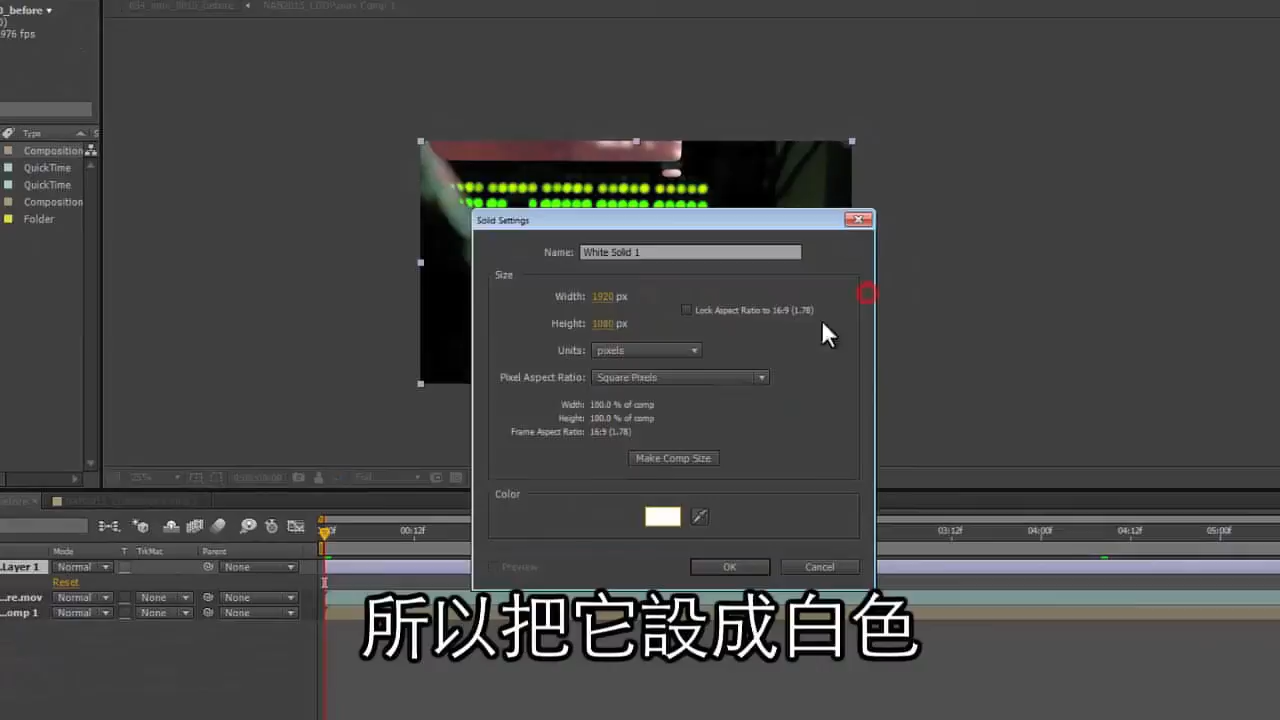 0_before
976 fps
Type
Composition
QuickTime
QuickTime
Composition
Folder
Solid Settings
Name: White Solid 1
Size
Width: 1920 px
Lock Aspect Ratio to 16:9 (1.78)
Height: 1080 px
Units: pixels
Pixel Aspect Ratio: Square Pixels
Width: 100.0 % of comp
Height: 100.0 % of comp
Frame Aspect Ratio: 16:9 (1.78)
Make Comp Size
25%
Full
Color
Preview
OK
Cancel
00:12f
03:12f
04:00f
04:12f
05:00f
Mode T TrkMat Parent
Layer 1 Normal None
Reset
...re.mov Normal None None
...omp 1 Normal None None
所以把它設成白色